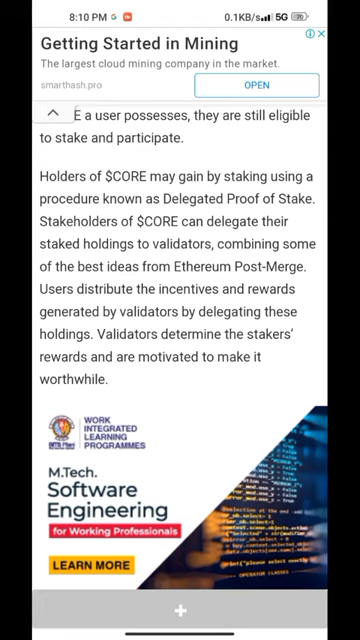 8:10 PM
0.1KB/s 5G
Getting Started in Mining
The largest cloud mining company in the market.
smarthash.pro
OPEN
E a user possesses, they are still eligible
to stake and participate.
Holders of $CORE may gain by staking using a
procedure known as Delegated Proof of Stake.
Stakeholders of $CORE can delegate their
staked holdings to validators, combining some
of the best ideas from Ethereum Post-Merge.
Users distribute the incentives and rewards
generated by validators by delegating these
holdings. Validators determine the stakers'
rewards and are motivated to make it
worthwhile.
WORK
INTEGRATED
LEARNING
PROGRAMMES
M.Tech.
Software
Engineering
for Working Professionals
LEARN MORE